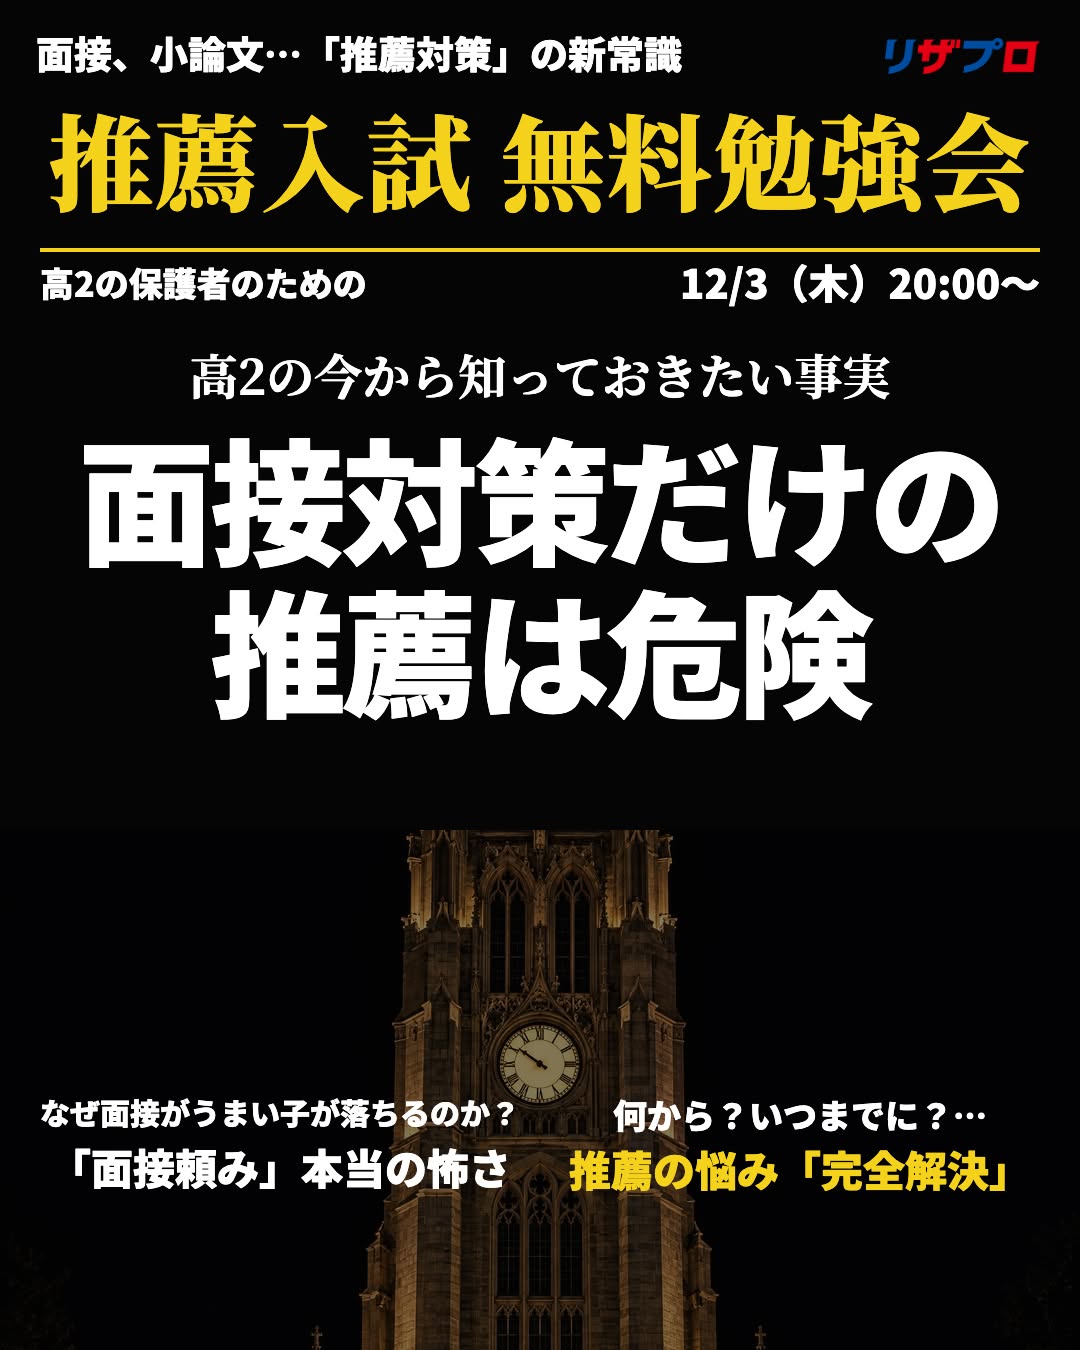 面接、小論文…「推薦対策」の新常識
リザプロ
推薦入試 無料勉強会
高2の保護者のための
12/3（木）20:00〜
高2の今から知っておきたい事実
面接対策だけの
推薦は危険
なぜ面接がうまい子が落ちるのか？
「面接頼み」本当の怖さ
何から？いつまでに？…
推薦の悩み「完全解決」